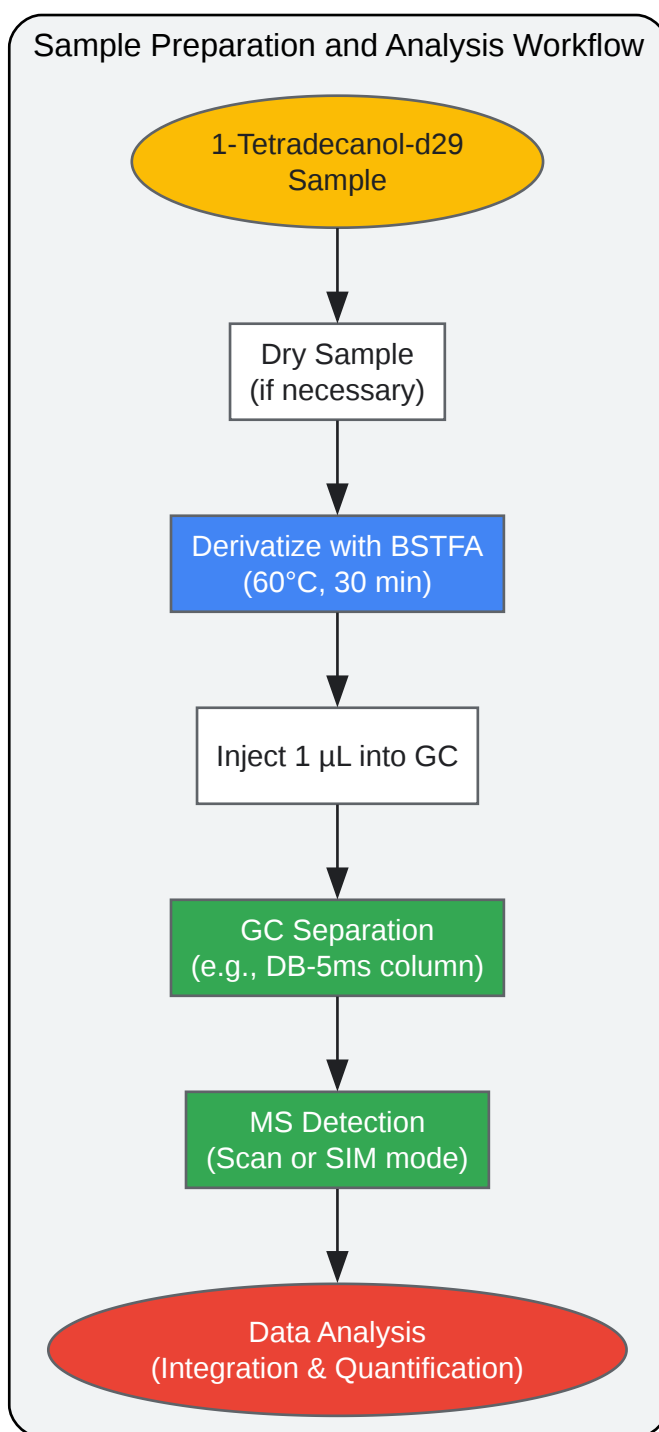 Sample Preparation and Analysis Workflow
1-Tetradecanol-d29
Sample
Dry Sample
(if necessary)
Derivatize with BSTFA
(60°C, 30 min)
Inject 1 µL into GC
GC Separation
(e.g., DB-5ms column)
MS Detection
(Scan or SIM mode)
Data Analysis
(Integration & Quantification)